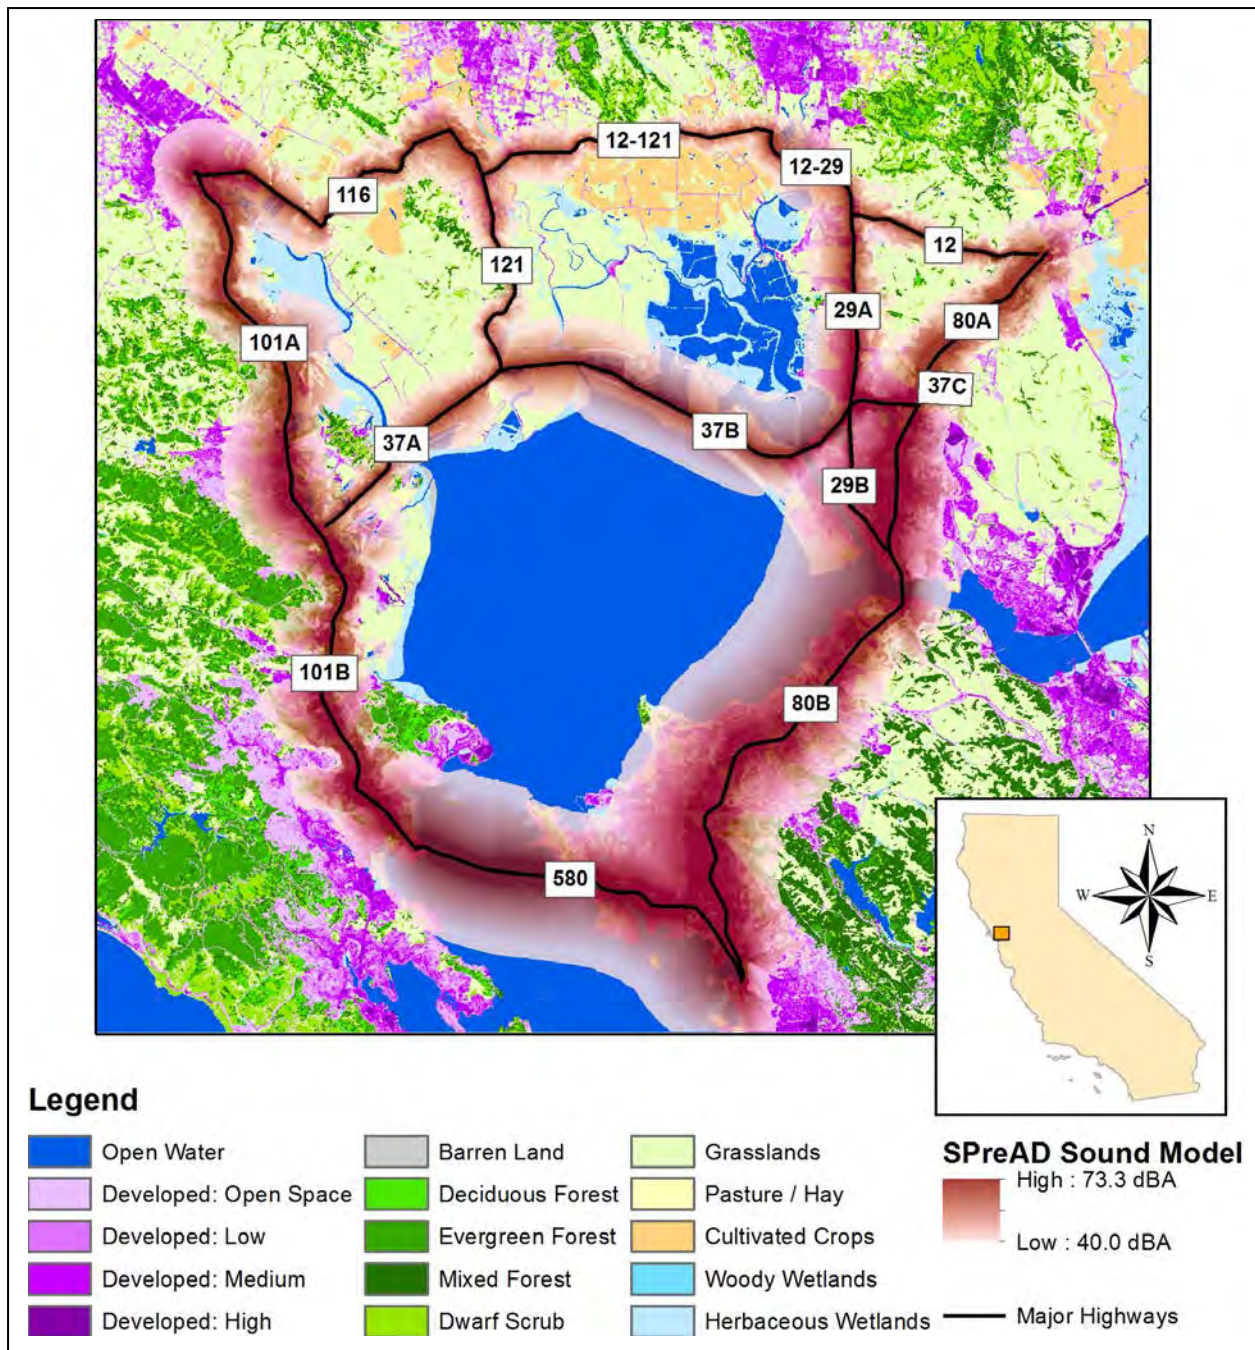 12-121
12-29
116
12
121
29A
80A
101A
37C
37A
37B
29B
101B
80B
580
N
W
E
S
Legend
Open Water
Developed: Open Space
Developed: Low
Developed: Medium
Developed: High
Barren Land
Deciduous Forest
Evergreen Forest
Mixed Forest
Dwarf Scrub
Grasslands
Pasture / Hay
Cultivated Crops
Woody Wetlands
Herbaceous Wetlands
SPreAD Sound Model
High : 73.3 dBA
Low : 40.0 dBA
Major Highways